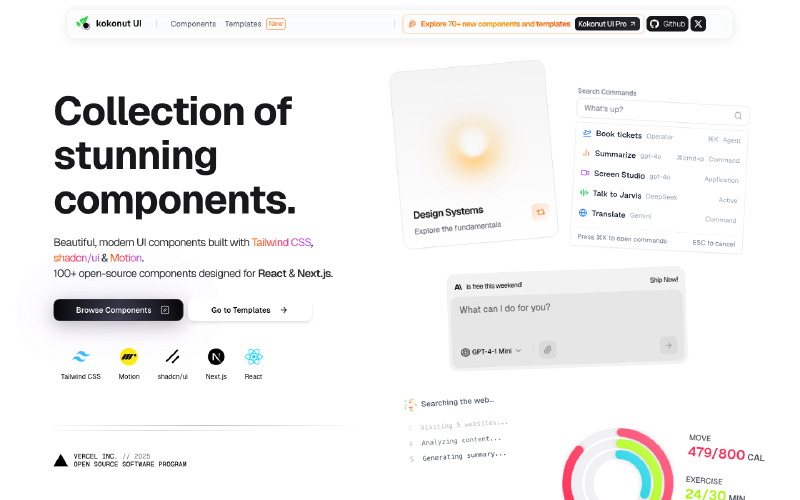 kokonut UI
Components
Templates
New
Explore 70+ new components and templates
Kokonut UI Pro
Github
Collection of
stunning
components.
Beautiful, modern UI components built with Tailwind CSS,
shadcn/ui & Motion.
100+ open-source components designed for React & Next.js.
Browse Components
Go to Templates
Tailwind CSS
Motion
shadcn/ui
Next.js
React
VERCEL INC. // 2025
OPEN SOURCE SOFTWARE PROGRAM
Design Systems
Explore the fundamentals
Search Commands
What's up?
Book tickets Operator ⌘K Agent
Summarize gpt-4o ⌘cmd+p Command
Screen Studio gpt-4o Application
Talk to Jarvis DeepSeek Active
Translate Gemini Command
Press ⌘K to open commands ESC to cancel
is free this weekend! Ship Now!
What can I do for you?
GPT-4-1 Mini
Searching the web...
3 Visiting 5 websites...
4 Analyzing content...
5 Generating summary...
MOVE
479/800 CAL
EXERCISE
24/30 MIN